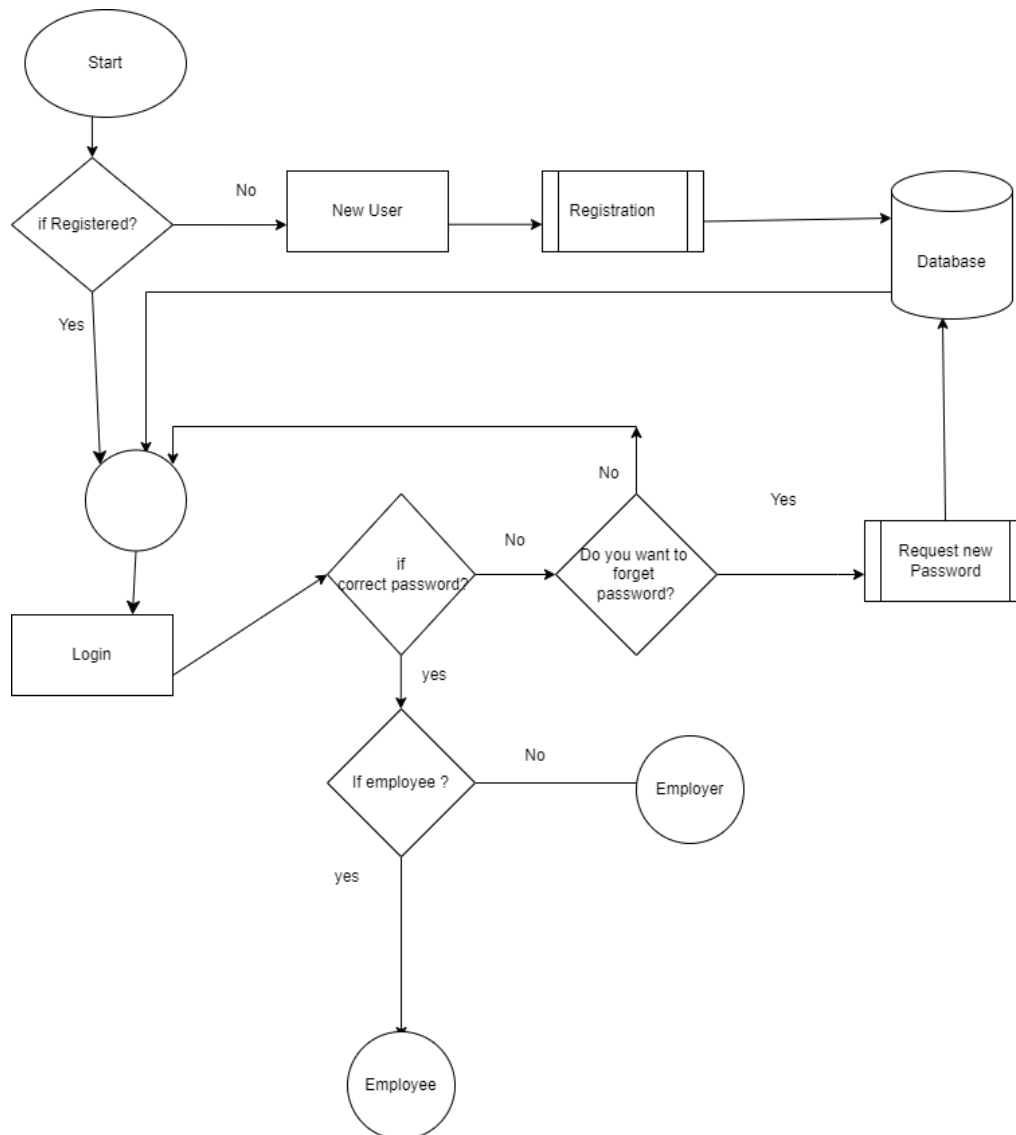 Start
if Registered?
No
New User
Registration
Database
Yes
No
Yes
if
correct password?
No
Do you want to
forget
password?
Request new
Password
Login
yes
If employee ?
No
Employer
yes
Employee